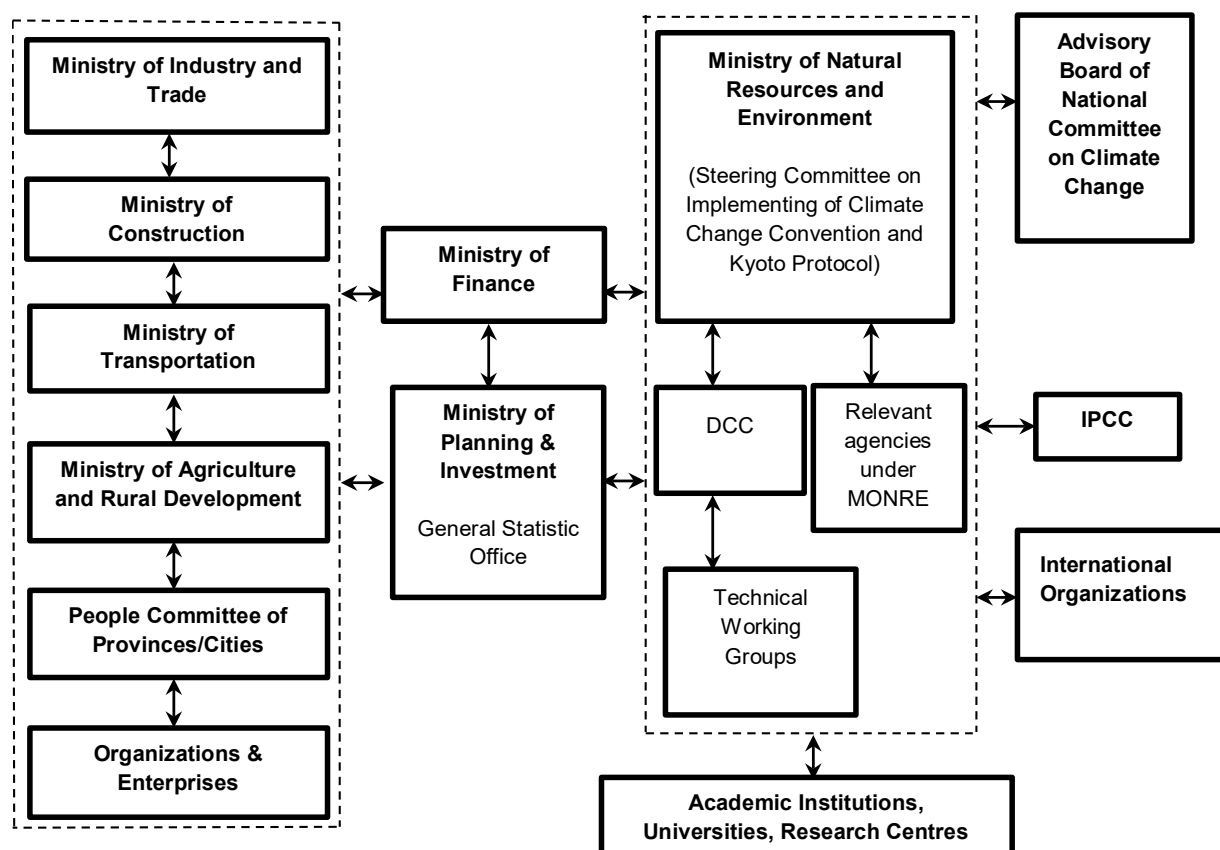 Ministry of Industry and
Trade
Ministry of
Construction
Ministry of
Transportation
Ministry of Agriculture
and Rural Development
People Committee of
Provinces/Cities
Organizations &
Enterprises
Ministry of
Finance
Ministry of
Planning &
Investment
General Statistic
Office
Ministry of Natural
Resources and
Environment
(Steering Committee on
Implementing of Climate
Change Convention and
Kyoto Protocol)
DCC
Relevant
agencies
under
MONRE
Technical
Working
Groups
Advisory
Board of
National
Committee
on Climate
Change
IPCC
International
Organizations
Academic Institutions,
Universities, Research Centres